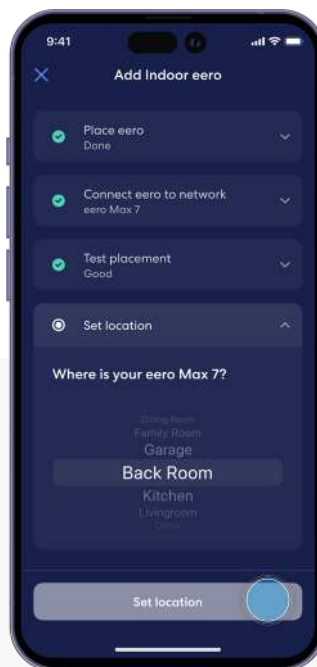 9:41
Add Indoor eero
Place eero
Done
Connect eero to network
eero Max 7
Test placement
Good
Set location
Where is your eero Max 7?
Dining Room
Family Room
Garage
Back Room
Kitchen
Livingroom
Office
Set location